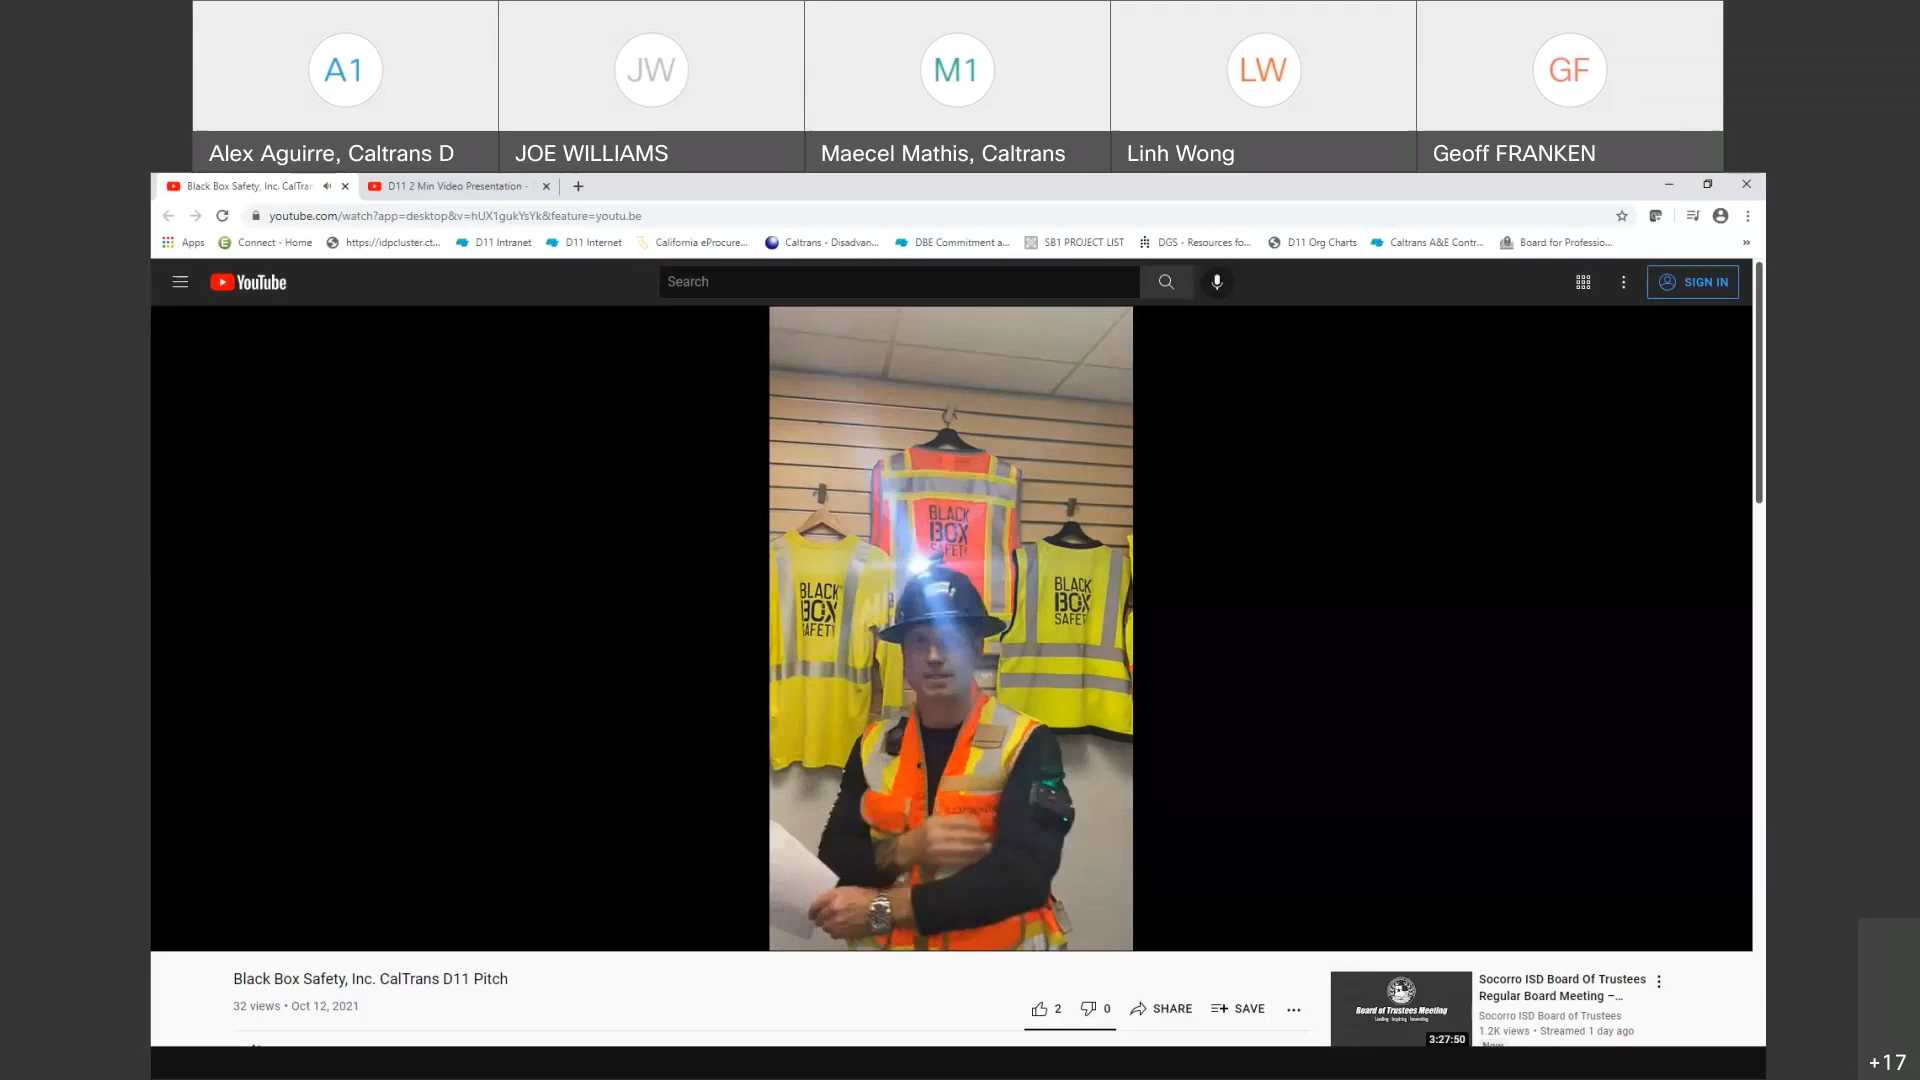 A1
JW
M1
LW
GF
Alex Aguirre, Caltrans D
JOE WILLIAMS
Maecel Mathis, Caltrans
Linh Wong
Geoff FRANKEN
Black Box Safety, Inc. CalTran
D11 2 Min Video Presentation -
youtube.com/watch?app=desktop&v=hUX1gukYsYk&feature=youtu.be
Apps
Connect - Home
https://idpcluster.ct...
D11 Intranet
D11 Internet
California eProcure...
Caltrans - Disadvan...
DBE Commitment a...
SB1 PROJECT LIST
DGS - Resources fo...
D11 Org Charts
Caltrans A&E Contr...
Board for Professio...
YouTube
Search
SIGN IN
BLACK
BOX
SAFETY
BLACK
BOX
SAFETY
BLACK
BOX
SAFETY
Black Box Safety, Inc. CalTrans D11 Pitch
32 views • Oct 12, 2021
2
0
SHARE
SAVE
Board of Trustees Meeting
3:27:50
Socorro ISD Board Of Trustees
Regular Board Meeting –...
Socorro ISD Board of Trustees
1.2K views • Streamed 1 day ago
New
+17